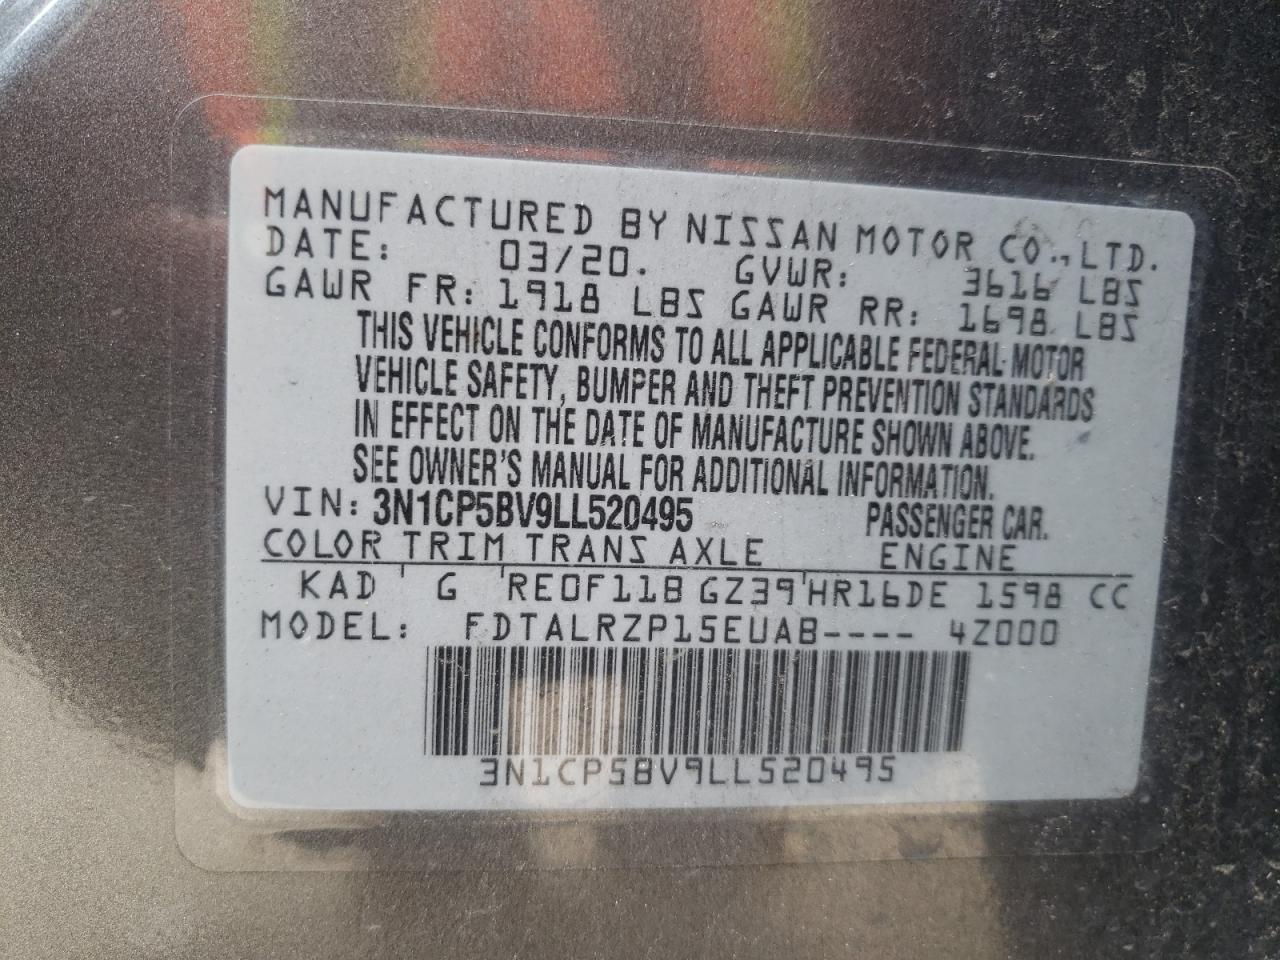 MANUFACTURED BY NISSAN MOTOR CO., LTD.
DATE: 03/20. GVWR: 3616 LBS
GAWR FR: 1918 LBS GAWR RR: 1698 LBS
THIS VEHICLE CONFORMS TO ALL APPLICABLE FEDERAL MOTOR
VEHICLE SAFETY, BUMPER AND THEFT PREVENTION STANDARDS
IN EFFECT ON THE DATE OF MANUFACTURE SHOWN ABOVE.
SEE OWNER'S MANUAL FOR ADDITIONAL INFORMATION.
VIN: 3N1CP5BV9LL520495 PASSENGER CAR.
COLOR TRIM TRANS AXLE ENGINE
KAD G RE0F11B GZ39 HR16DE 1598 CC
MODEL: FDTALRZP15EUAB---- 4Z000
3N1CP5BV9LL520495